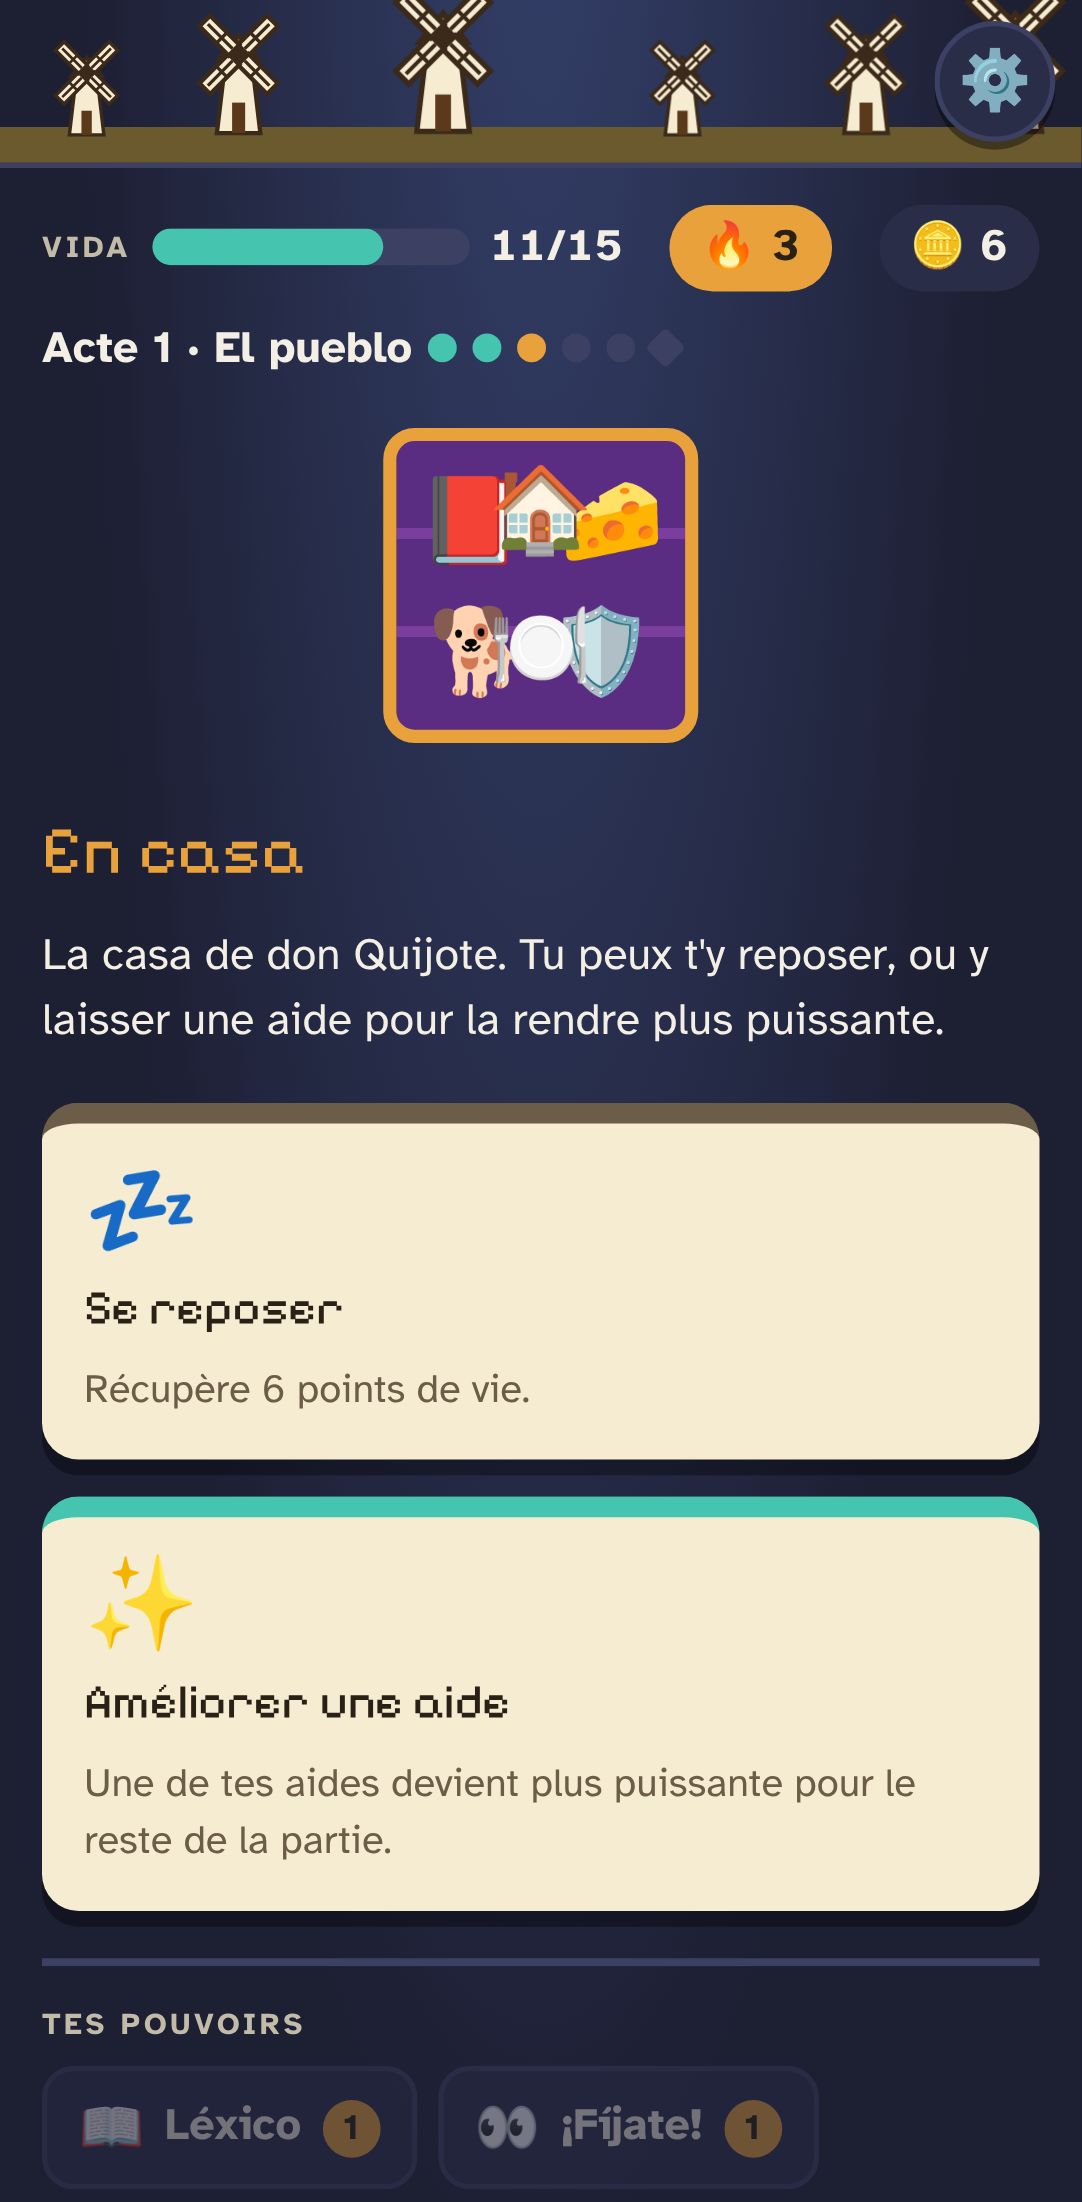 VIDA 11/15 3 6
Acte 1 · El pueblo
En casa
La casa de don Quijote. Tu peux t'y reposer, ou y
laisser une aide pour la rendre plus puissante.
Se reposer
Récupère 6 points de vie.
Améliorer une aide
Une de tes aides devient plus puissante pour le
reste de la partie.
TES POUVOIRS
Léxico 1 ¡Fíjate! 1